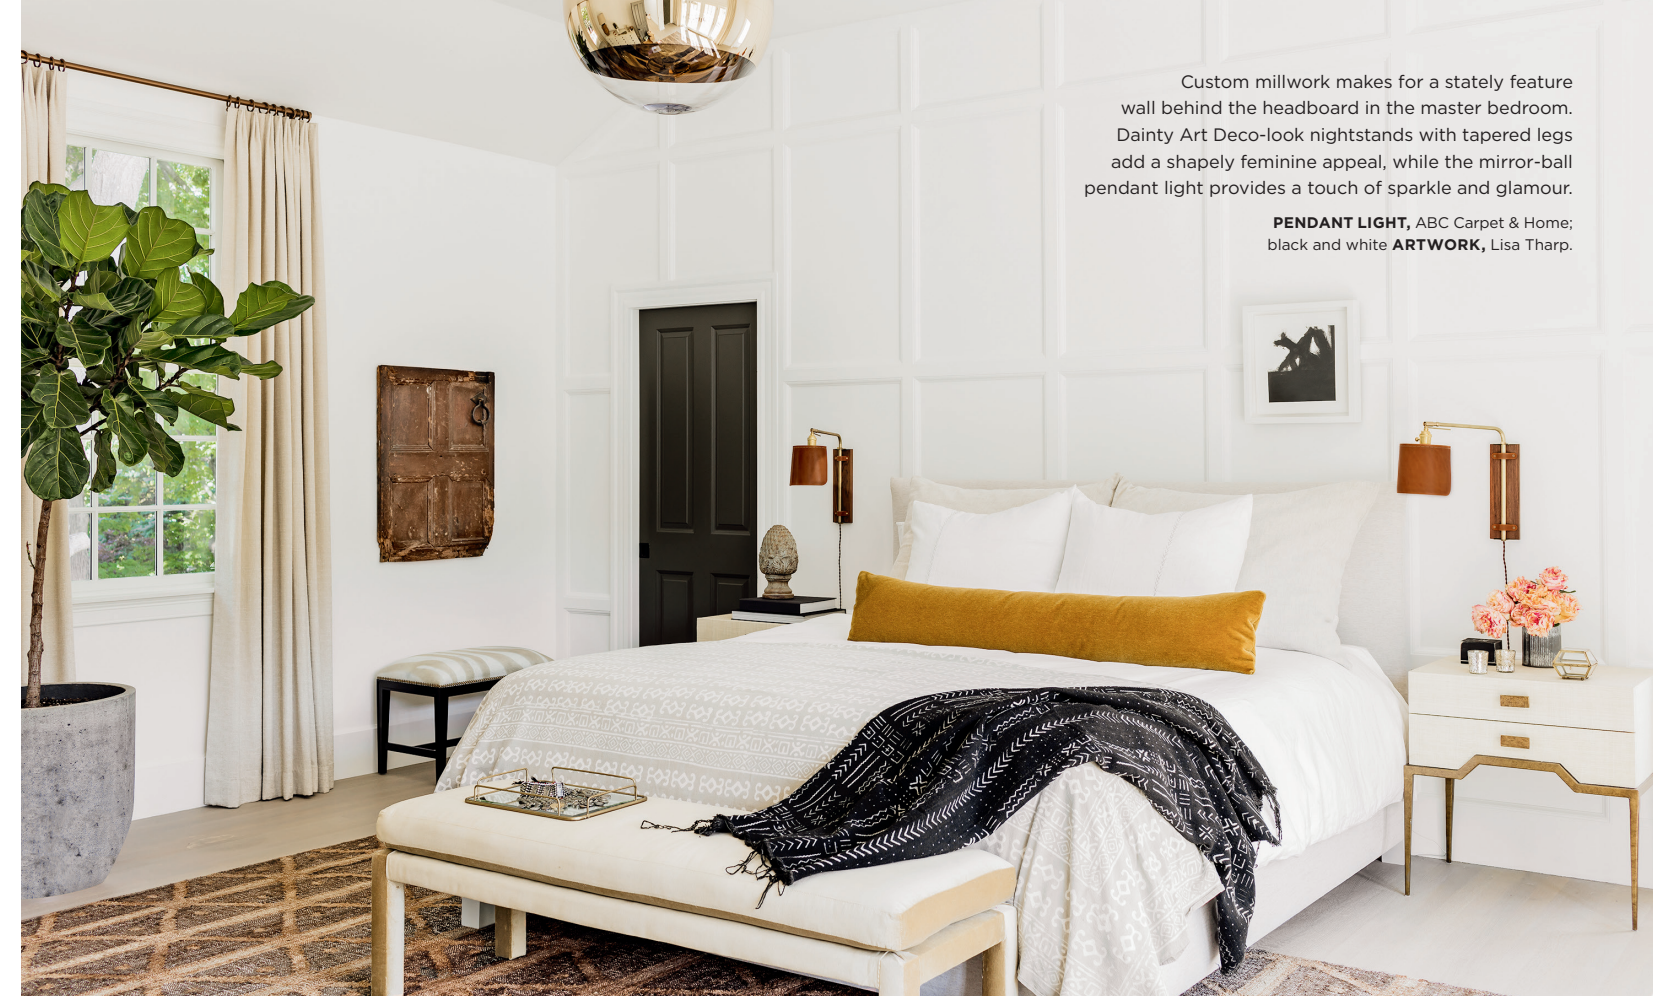 Custom millwork makes for a stately feature
wall behind the headboard in the master bedroom.
Dainty Art Deco-look nightstands with tapered legs
add a shapely feminine appeal, while the mirror-ball
pendant light provides a touch of sparkle and glamour.
PENDANT LIGHT, ABC Carpet & Home;
black and white ARTWORK, Lisa Tharp.